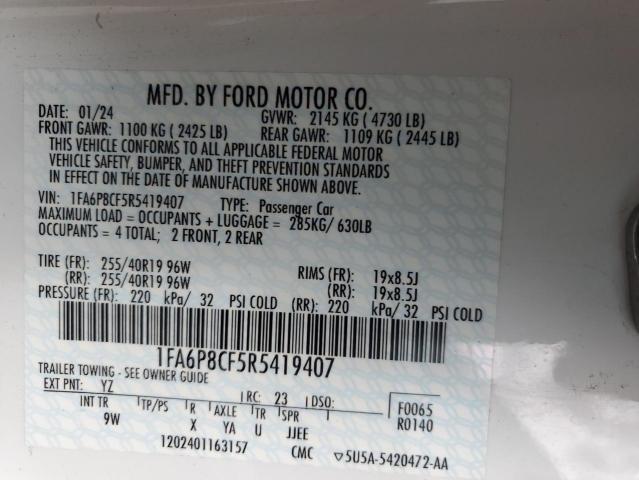 MFD. BY FORD MOTOR CO.
DATE: 01/24 GVWR: 2145 KG ( 4730 LB)
FRONT GAWR: 1100 KG ( 2425 LB) REAR GAWR: 1109 KG ( 2445 LB)
THIS VEHICLE CONFORMS TO ALL APPLICABLE FEDERAL MOTOR
VEHICLE SAFETY, BUMPER, AND THEFT PREVENTION STANDARDS
IN EFFECT ON THE DATE OF MANUFACTURE SHOWN ABOVE.
VIN: 1FA6P8CF5R5419407 TYPE: Passenger Car
MAXIMUM LOAD = OCCUPANTS + LUGGAGE = 285KG/ 630LB
OCCUPANTS = 4 TOTAL; 2 FRONT, 2 REAR
TIRE (FR): 255/40R19 96W RIMS (FR): 19x8.5J
(RR): 255/40R19 96W (RR): 19x8.5J
PRESSURE (FR): 220 kPa/ 32 PSI COLD (RR): 220 kPa/ 32 PSI COLD
1FA6P8CF5R5419407
TRAILER TOWING - SEE OWNER GUIDE
EXT PNT: YZ RC: 23 DSO: F0065
INT TR TP/PS R AXLE TR SPR R0140
9W X YA U JJEE
1202401163157 CMC ▽5U5A-5420472-AA